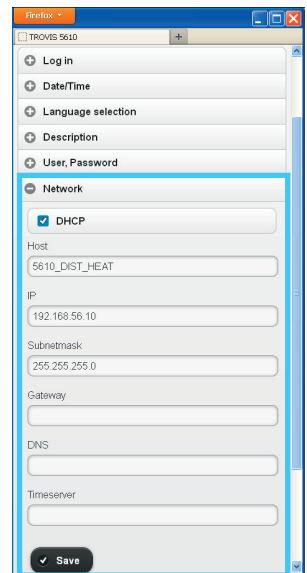 Firefox
TROVIS 5610
Log in
Date/Time
Language selection
Description
User, Password
Network
DHCP
Host
5610_DIST_HEAT
IP
192.168.56.10
Subnetmask
255.255.255.0
Gateway
DNS
Timeserver
Save